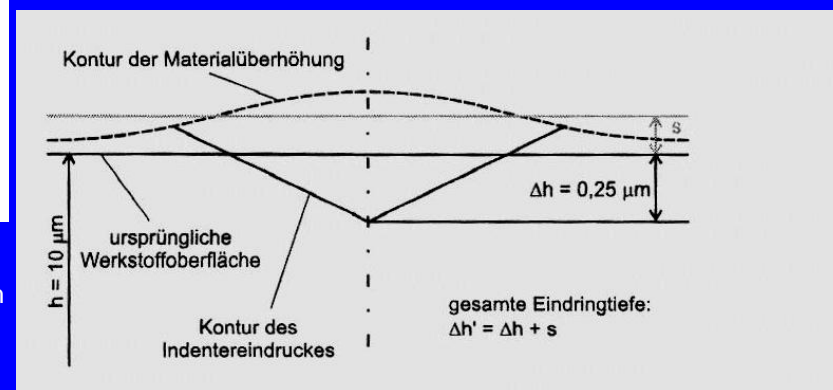 Kontur der Materialüberhöhung
s
Δh = 0,25 µm
ursprüngliche
Werkstoffoberfläche
h = 10 µm
Kontur des
Indentereindruckes
gesamte Eindringtiefe:
Δh' = Δh + s